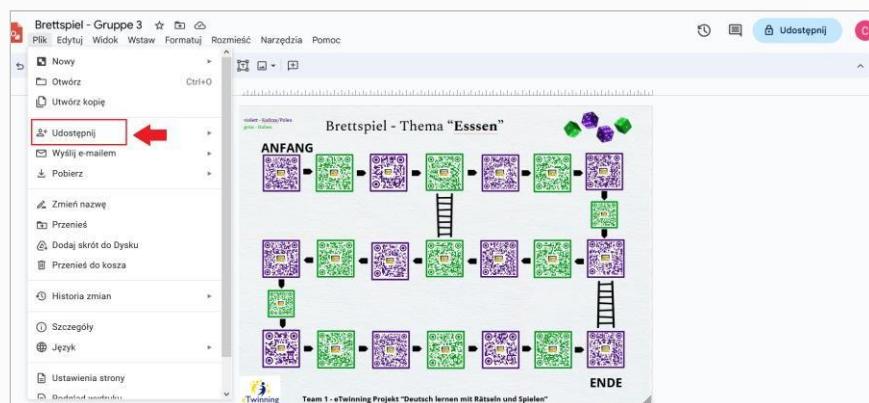 Brettspiel - Gruppe 3
Plik Edytuj Widok Wstaw Formatuj Rozmieść Narzędzia Pomoc
Udostępnij
C
Nowy
Otwórz Ctrl+O
Utwórz kopię
Udostępnij
Wyślij e-mailem
Pobierz
Zmień nazwę
Przenieś
Dodaj skrót do Dysku
Przenieś do kosza
Historia zmian
Szczegóły
Język
Ustawienia strony
Podgląd wydruku
Brettspiel - Thema “Esssen”
ANFANG
ENDE
eTwinning
Team 1 - eTwinning Projekt “Deutsch lernen mit Rätseln und Spielen”